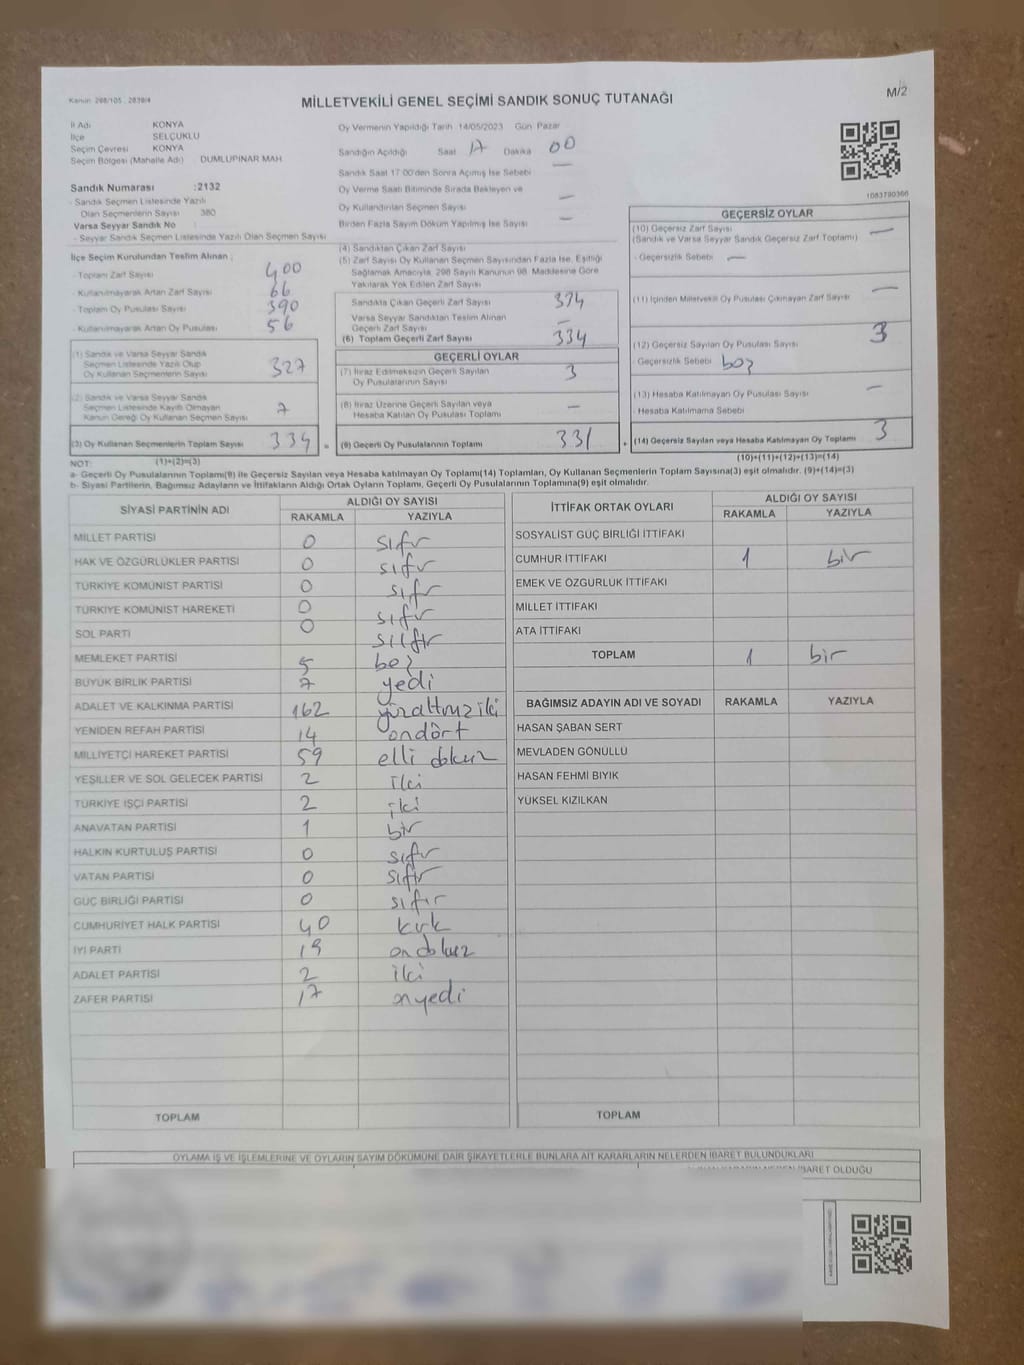 Kanun 298/105 , 2839/4
M/2
MİLLETVEKİLİ GENEL SEÇİMİ SANDIK SONUÇ TUTANAĞI
İl Adı KONYA
İlçe SELÇUKLU
Seçim Çevresi KONYA
Seçim Bölgesi (Mahalle Adı) DUMLUPINAR MAH.
Sandık Numarası :2132
- Sandık Seçmen Listesinde Yazılı
Olan Seçmenlerin Sayısı 380
Varsa Seyyar Sandık No :
- Seyyar Sandık Seçmen Listesinde Yazılı Olan Seçmen Sayısı
Oy Vermenin Yapıldığı Tarih 14/05/2023 Gün Pazar
Sandığın Açıldığı Saat 17 Dakika 00
Sandık Saat 17.00'den Sonra Açımış İse Sebebi —
Oy Verme Saati Bitiminde Sırada Bekleyen ve
Oy Kullandırılan Seçmen Sayısı —
Birden Fazla Sayım Döküm Yapılmış İse Sayısı —
1083790366
İlçe Seçim Kurulundan Teslim Alınan ;
- Toplam Zarf Sayısı 400
- Kullanılmayarak Artan Zarf Sayısı 66
- Toplam Oy Pusulası Sayısı 390
- Kullanılmayarak Artan Oy Pusulası 56
(1) Sandık ve Varsa Seyyar Sandık
Seçmen Listesinde Yazılı Olup
Oy Kullanan Seçmenlerin Sayısı 327
(2) Sandık ve Varsa Seyyar Sandık
Seçmen Listesinde Kayıtlı Olmayan
Kanun Gereği Oy Kullanan Seçmen Sayısı 7
(3) Oy Kullanan Seçmenlerin Toplam Sayısı 334 =
(4) Sandıktan Çıkan Zarf Sayısı
(5) Zarf Sayısı Oy Kullanan Seçmen Sayısından Fazla İse, Eşitliği
Sağlamak Amacıyla, 298 Sayılı Kanunun 98. Maddesine Göre
Yakılarak Yok Edilen Zarf Sayısı
Sandıkta Çıkan Geçerli Zarf Sayısı 334
Varsa Seyyar Sandıktan Teslim Alınan
Geçerli Zarf Sayısı —
(6) Toplam Geçerli Zarf Sayısı 334
GEÇERLİ OYLAR
(7) İtiraz Edilmeksizin Geçerli Sayılan
Oy Pusulalarının Sayısı 3
(8) İtiraz Üzerine Geçerli Sayılan veya
Hesaba Katılan Oy Pusulası Toplamı —
(9) Geçerli Oy Pusulalarının Toplamı 331 +
GEÇERSİZ OYLAR
(10) Geçersiz Zarf Sayısı —
(Sandık ve Varsa Seyyar Sandık Geçersiz Zarf Toplamı)
- Geçersizlik Sebebi —
(11) İçinden Milletvekili Oy Pusulası Çıkmayan Zarf Sayısı —
(12) Geçersiz Sayılan Oy Pusulası Sayısı 3
Geçersizlik Sebebi boş
(13) Hesaba Katılmayan Oy Pusulası Sayısı —
- Hesaba Katılmama Sebebi
(14) Geçersiz Sayılan veya Hesaba Katılmayan Oy Toplamı 3
NOT: (1)+(2)=(3) (10)+(11)+(12)+(13)=(14)
a- Geçerli Oy Pusulalarının Toplamı(9) ile Geçersiz Sayılan veya Hesaba katılmayan Oy Toplamı(14) Toplamları, Oy Kullanan Seçmenlerin Toplam Sayısına(3) eşit olmalıdır. (9)+(14)=(3)
b- Siyasi Partilerin, Bağımsız Adayların ve İttifakların Aldığı Ortak Oyların Toplamı, Geçerli Oy Pusulalarının Toplamına(9) eşit olmalıdır.
SİYASİ PARTİNİN ADI ALDIĞI OY SAYISI
RAKAMLA YAZIYLA
MİLLET PARTİSİ 0 sıfr
HAK VE ÖZGÜRLÜKLER PARTİSİ 0 sıfr
TÜRKİYE KOMÜNİST PARTİSİ 0 sıfr
TÜRKİYE KOMÜNİST HAREKETİ 0 sıfr
SOL PARTİ 0 sııfır
MEMLEKET PARTİSİ 5 beş
BÜYÜK BİRLİK PARTİSİ 7 yedi
ADALET VE KALKINMA PARTİSİ 162
YENİDEN REFAH PARTİSİ 14 ondört
MİLLİYETÇİ HAREKET PARTİSİ 59 elli dokuz
YEŞİLLER VE SOL GELECEK PARTİSİ 2 iki
TÜRKİYE İŞÇİ PARTİSİ 2 iki
ANAVATAN PARTİSİ 1 bir
HALKIN KURTULUŞ PARTİSİ 0 sıfr
VATAN PARTİSİ 0 sıfır
GÜÇ BİRLİĞİ PARTİSİ 0 sıfır
CUMHURİYET HALK PARTİSİ 40 kırk
İYİ PARTİ 19 ondokuz
ADALET PARTİSİ 2 iki
ZAFER PARTİSİ 17 onyedi
TOPLAM
İTTİFAK ORTAK OYLARI ALDIĞI OY SAYISI
RAKAMLA YAZIYLA
SOSYALİST GÜÇ BİRLİĞİ İTTİFAKI
CUMHUR İTTİFAKI 1 bir
EMEK VE ÖZGÜRLÜK İTTİFAKI
MİLLET İTTİFAKI
ATA İTTİFAKI
TOPLAM 1 bir
BAĞIMSIZ ADAYIN ADI VE SOYADI RAKAMLA YAZIYLA
HASAN ŞABAN SERT
MEVLADEN GÖNÜLLÜ
HASAN FEHMİ BIYIK
YÜKSEL KIZILKAN
TOPLAM
OYLAMA İŞ VE İŞLEMLERİNE VE OYLARIN SAYIM DÖKÜMÜNE DAİR ŞİKAYETLERLE BUNLARA AİT KARARLARIN NELERDEN İBARET BULUNDUKLARI
İBARET OLDUĞU